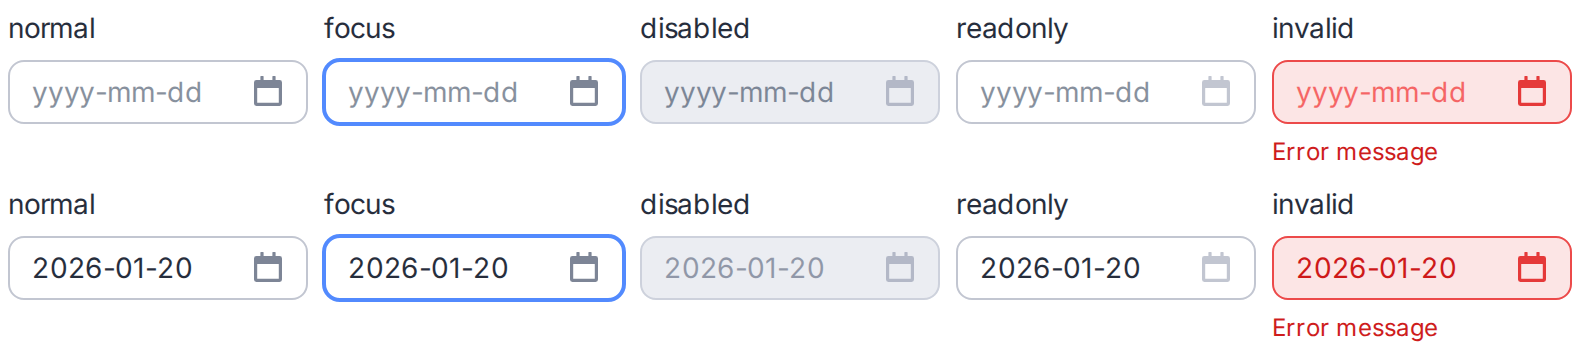 normal focus disabled readonly invalid
yyyy-mm-dd yyyy-mm-dd yyyy-mm-dd yyyy-mm-dd yyyy-mm-dd
Error message
normal focus disabled readonly invalid
2026-01-20 2026-01-20 2026-01-20 2026-01-20 2026-01-20
Error message